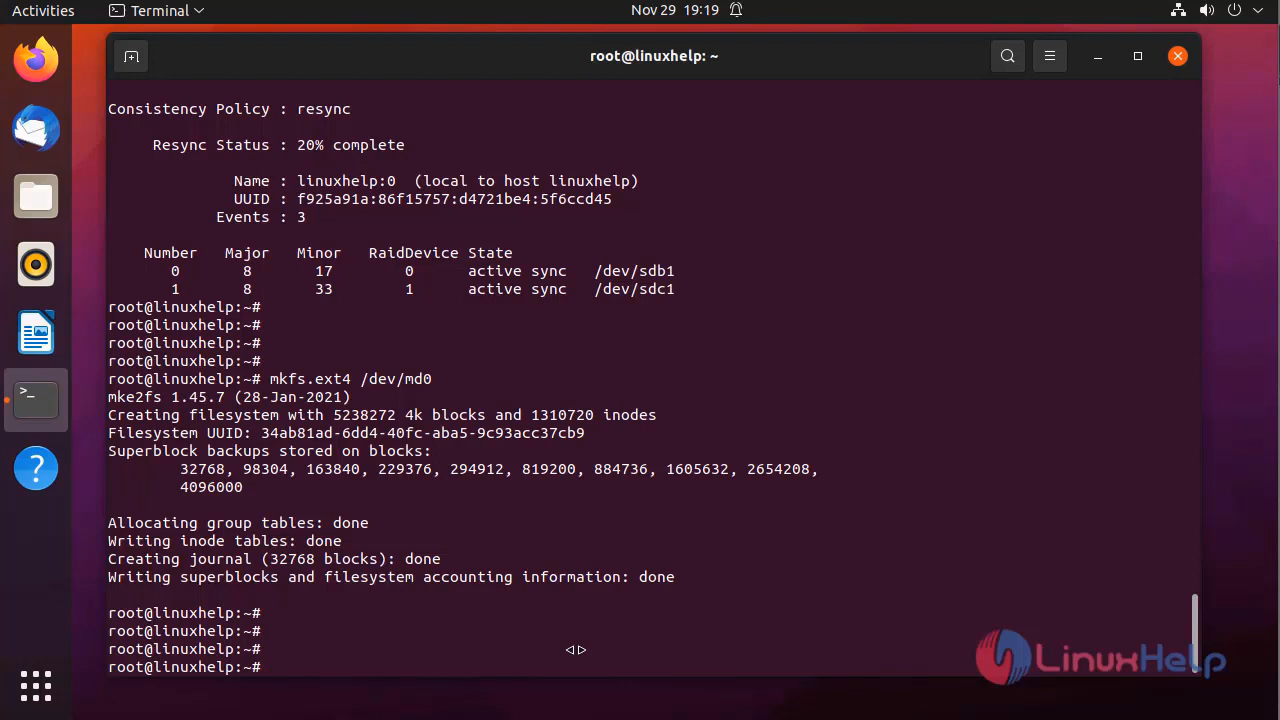 Activities Terminal Nov 29 19:19
root@linuxhelp: ~
Consistency Policy : resync
Resync Status : 20% complete
Name : linuxhelp:0 (local to host linuxhelp)
UUID : f925a91a:86f15757:d4721be4:5f6ccd45
Events : 3
Number Major Minor RaidDevice State
0 8 17 0 active sync /dev/sdb1
1 8 33 1 active sync /dev/sdc1
root@linuxhelp:~#
root@linuxhelp:~#
root@linuxhelp:~#
root@linuxhelp:~#
root@linuxhelp:~# mkfs.ext4 /dev/md0
mke2fs 1.45.7 (28-Jan-2021)
Creating filesystem with 5238272 4k blocks and 1310720 inodes
Filesystem UUID: 34ab81ad-6dd4-40fc-aba5-9c93acc37cb9
Superblock backups stored on blocks:
32768, 98304, 163840, 229376, 294912, 819200, 884736, 1605632, 2654208,
4096000
Allocating group tables: done
Writing inode tables: done
Creating journal (32768 blocks): done
Writing superblocks and filesystem accounting information: done
root@linuxhelp:~#
root@linuxhelp:~#
root@linuxhelp:~#
root@linuxhelp:~#
LinuxHelp